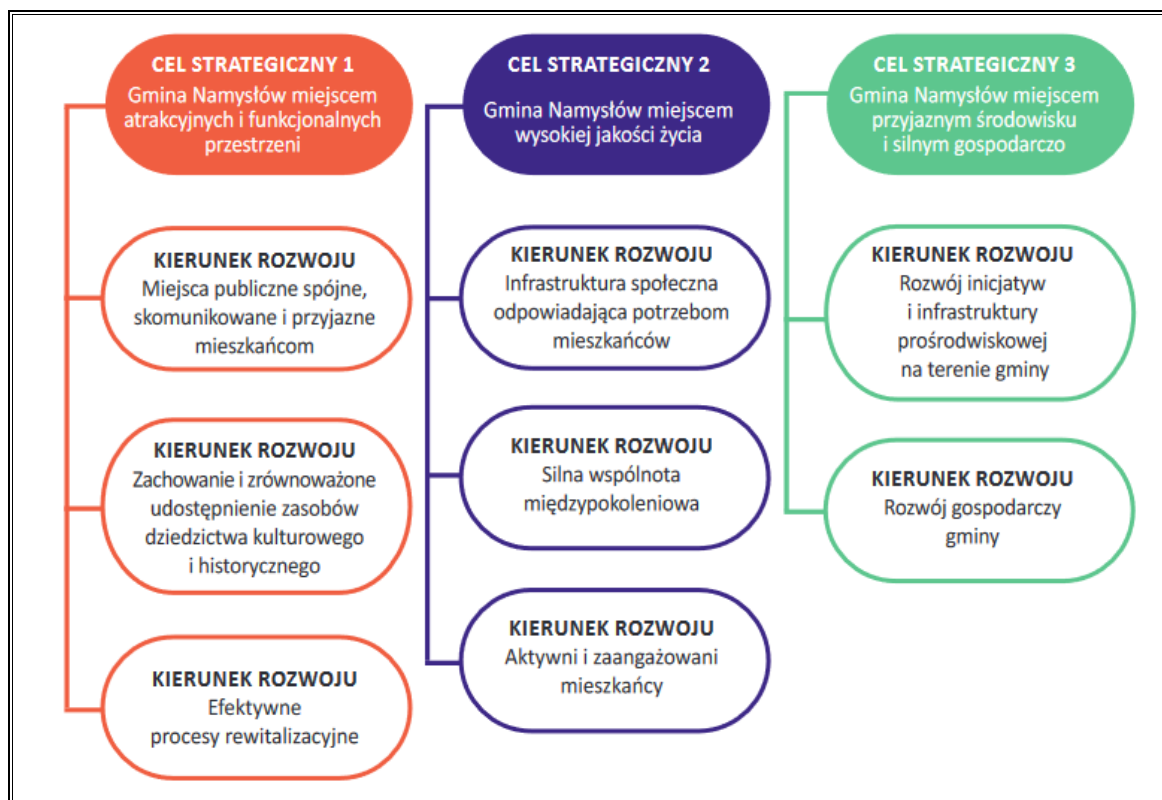 CEL STRATEGICZNY 1
Gmina Namysłów miejscem
atrakcyjnych i funkcjonalnych
przestrzeni
KIERUNEK ROZWOJU
Miejsca publiczne spójne,
skomunikowane i przyjazne
mieszkańcom
KIERUNEK ROZWOJU
Zachowanie i zrównoważone
udostępnienie zasobów
dziedzictwa kulturowego
i historycznego
KIERUNEK ROZWOJU
Efektywne
procesy rewitalizacyjne
CEL STRATEGICZNY 2
Gmina Namysłów miejscem
wysokiej jakości życia
KIERUNEK ROZWOJU
Infrastruktura społeczna
odpowiadająca potrzebom
mieszkańców
KIERUNEK ROZWOJU
Silna wspólnota
międzypokoleniowa
KIERUNEK ROZWOJU
Aktywni i zaangażowani
mieszkańcy
CEL STRATEGICZNY 3
Gmina Namysłów miejscem
przyjaznym środowisku
i silnym gospodarczo
KIERUNEK ROZWOJU
Rozwój inicjatyw
i infrastruktury
prośrodwiskowej
na terenie gminy
KIERUNEK ROZWOJU
Rozwój gospodarczy
gminy